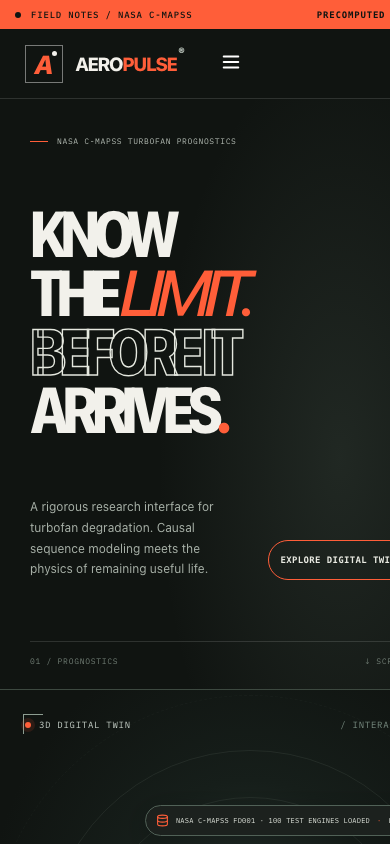 FIELD NOTES / NASA C-MAPSS
PRECOMPUTED
A
AEROPULSE®
NASA C-MAPSS TURBOFAN PROGNOSTICS
KNOW
THE LIMIT.
BEFORE IT
ARRIVES.
A rigorous research interface for
turbofan degradation. Causal
sequence modeling meets the
physics of remaining useful life.
EXPLORE DIGITAL TWI
01 / PROGNOSTICS
↓ SCR
3D DIGITAL TWIN
/ INTERA
NASA C-MAPSS FD001 · 100 TEST ENGINES LOADED ·